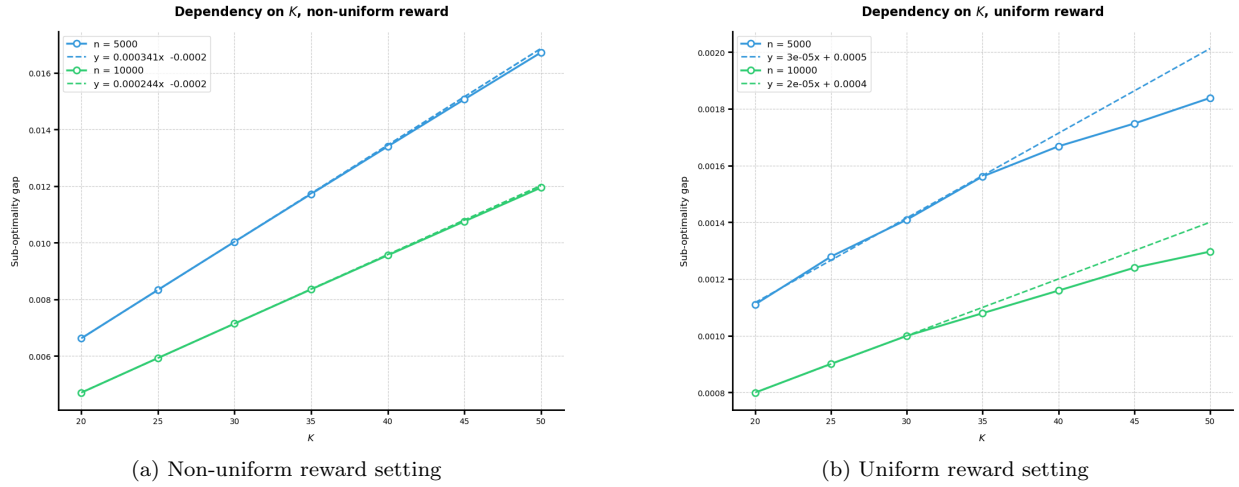 Dependency on K, non-uniform reward
n = 5000
y = 0.000341x -0.0002
n = 10000
y = 0.000244x -0.0002
Sub-optimality gap
0.016
0.014
0.012
0.010
0.008
0.006
20 25 30 35 40 45 50
K
(a) Non-uniform reward setting
Dependency on K, uniform reward
n = 5000
y = 3e-05x + 0.0005
n = 10000
y = 2e-05x + 0.0004
Sub-optimality gap
0.0020
0.0018
0.0016
0.0014
0.0012
0.0010
0.0008
20 25 30 35 40 45 50
K
(b) Uniform reward setting